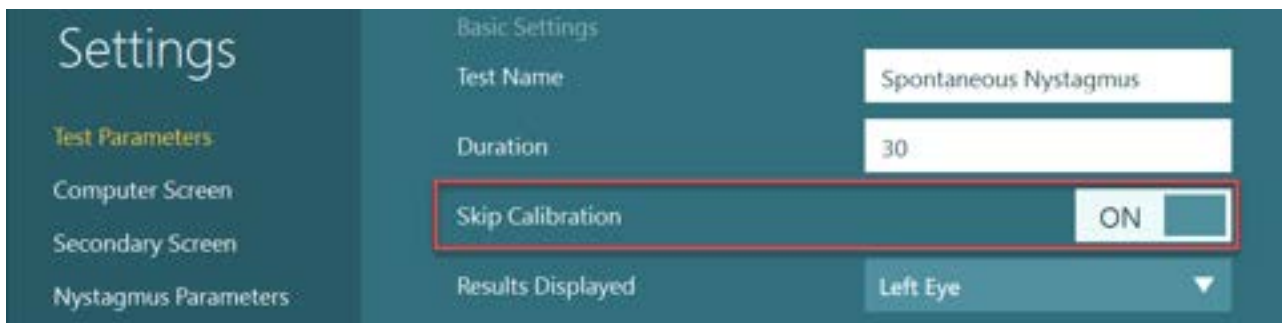 Settings
Test Parameters
Computer Screen
Secondary Screen
Nystagmus Parameters
Basic Settings
Test Name
Spontaneous Nystagmus
Duration
30
Skip Calibration
ON
Results Displayed
Left Eye